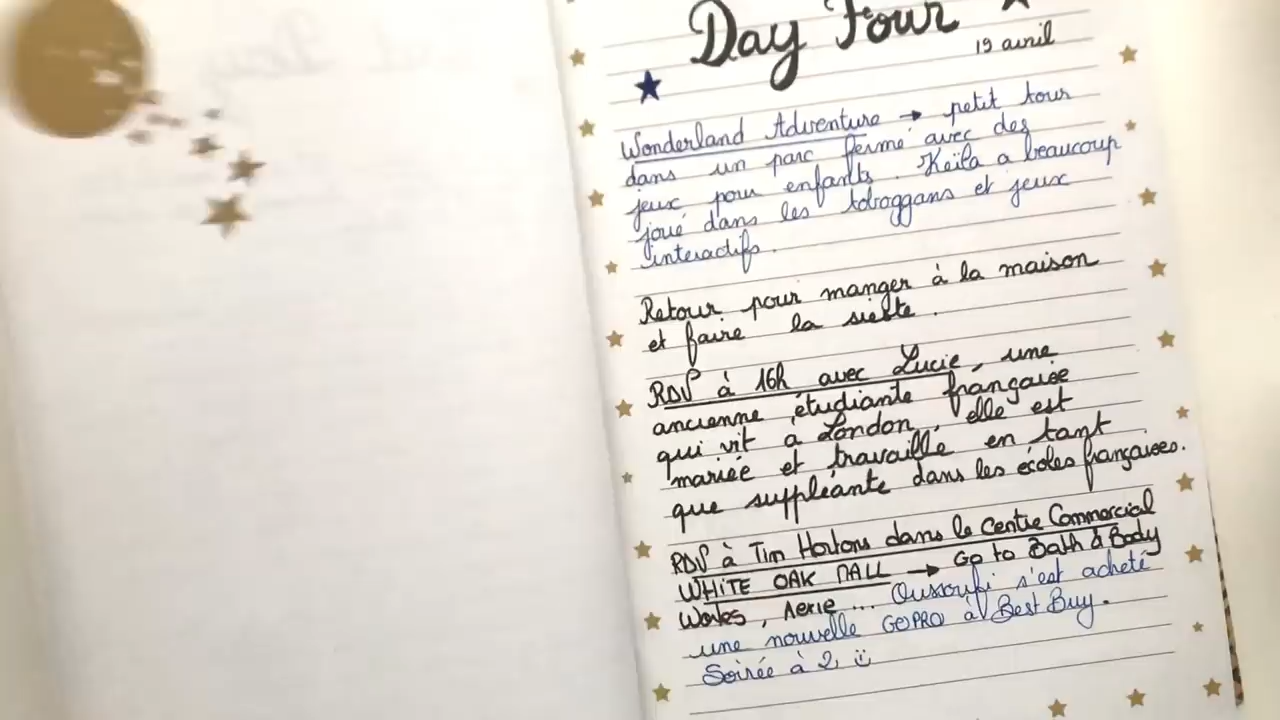 Day Four
19 avril
Wonderland Adventure → petit tour
dans un parc fermé avec des
jeux pour enfants. Keïla a beaucoup
joué dans les toboggans et jeux
interactifs.
Retour pour manger à la maison
et faire la sieste.
RDV à 16h avec Lucie, une
ancienne étudiante française
qui vit à London, elle est
mariée et travaille en tant
que suppléante dans les écoles françaises.
RDV à Tim Hortons dans le Centre Commercial
WHITE OAK MALL → Go to Bath & Body
Works, Aerie... Oussoufi s'est acheté
une nouvelle GOPRO à Best Buy.
Soirée à 2 ü